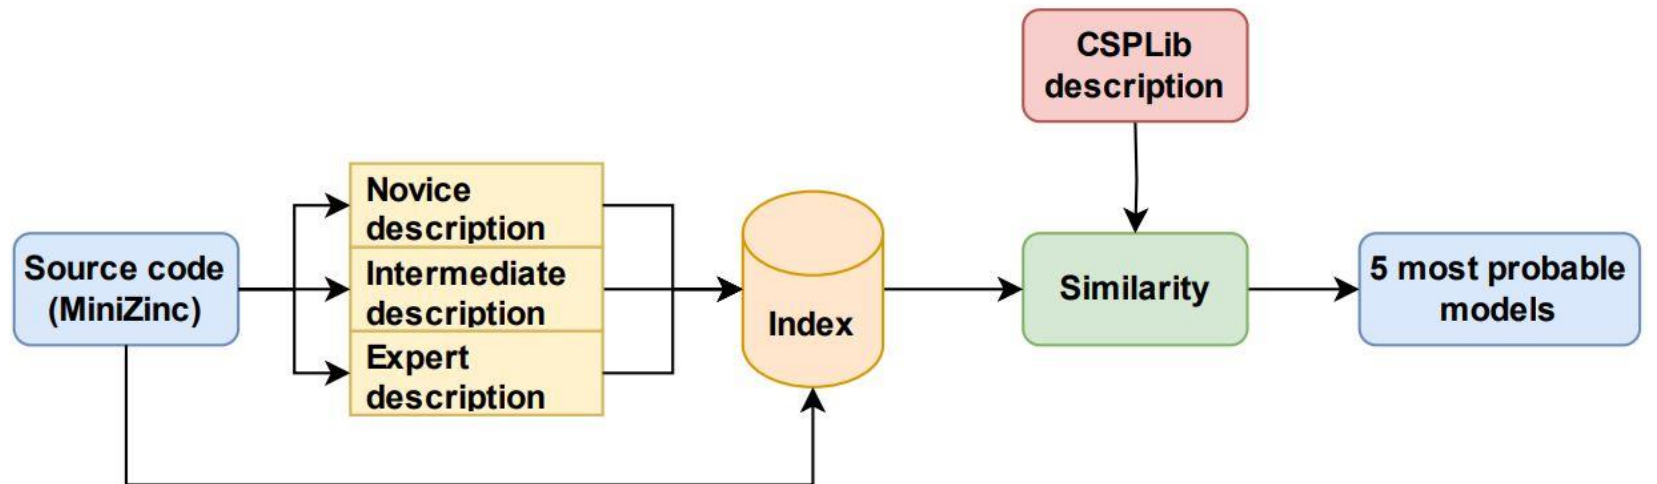 CSPLib
description
Novice
description
Source code
(MiniZinc)
Intermediate
description
Expert
description
Index
Similarity
5 most probable
models